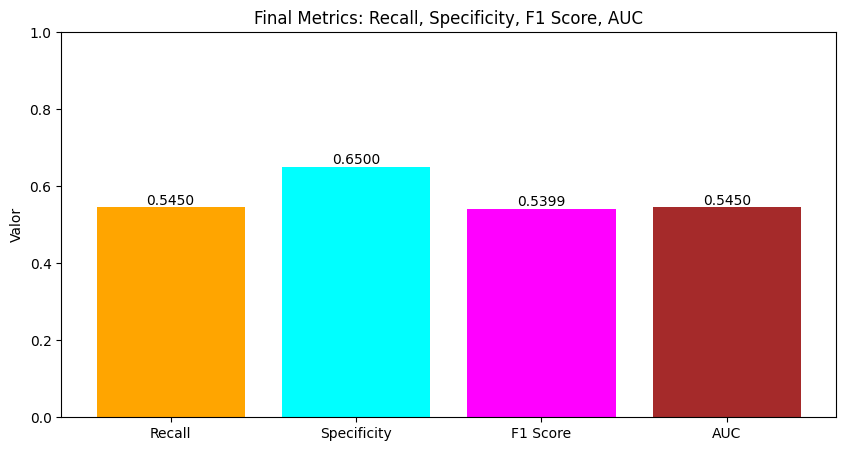 Final Metrics: Recall, Specificity, F1 Score, AUC
Valor
1.0
0.8
0.6
0.4
0.2
0.0
0.5450
0.6500
0.5399
0.5450
Recall
Specificity
F1 Score
AUC